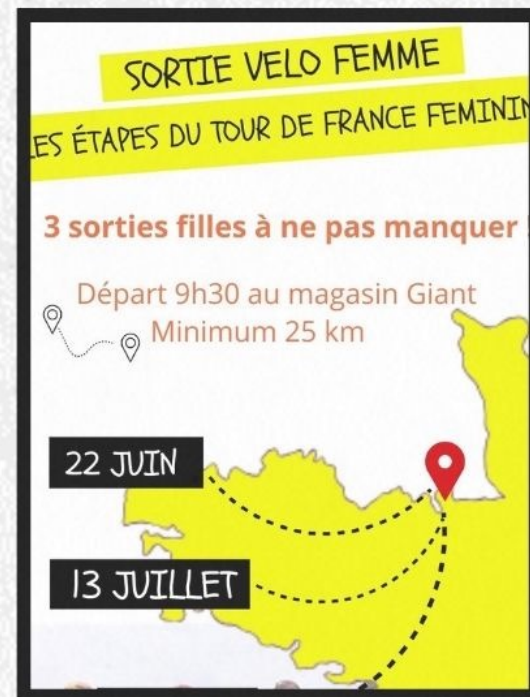 SORTIE VELO FEMME
ES ÉTAPES DU TOUR DE FRANCE FEMININ
3 sorties filles à ne pas manquer
Départ 9h30 au magasin Giant
Minimum 25 km
22 JUIN
13 JUILLET